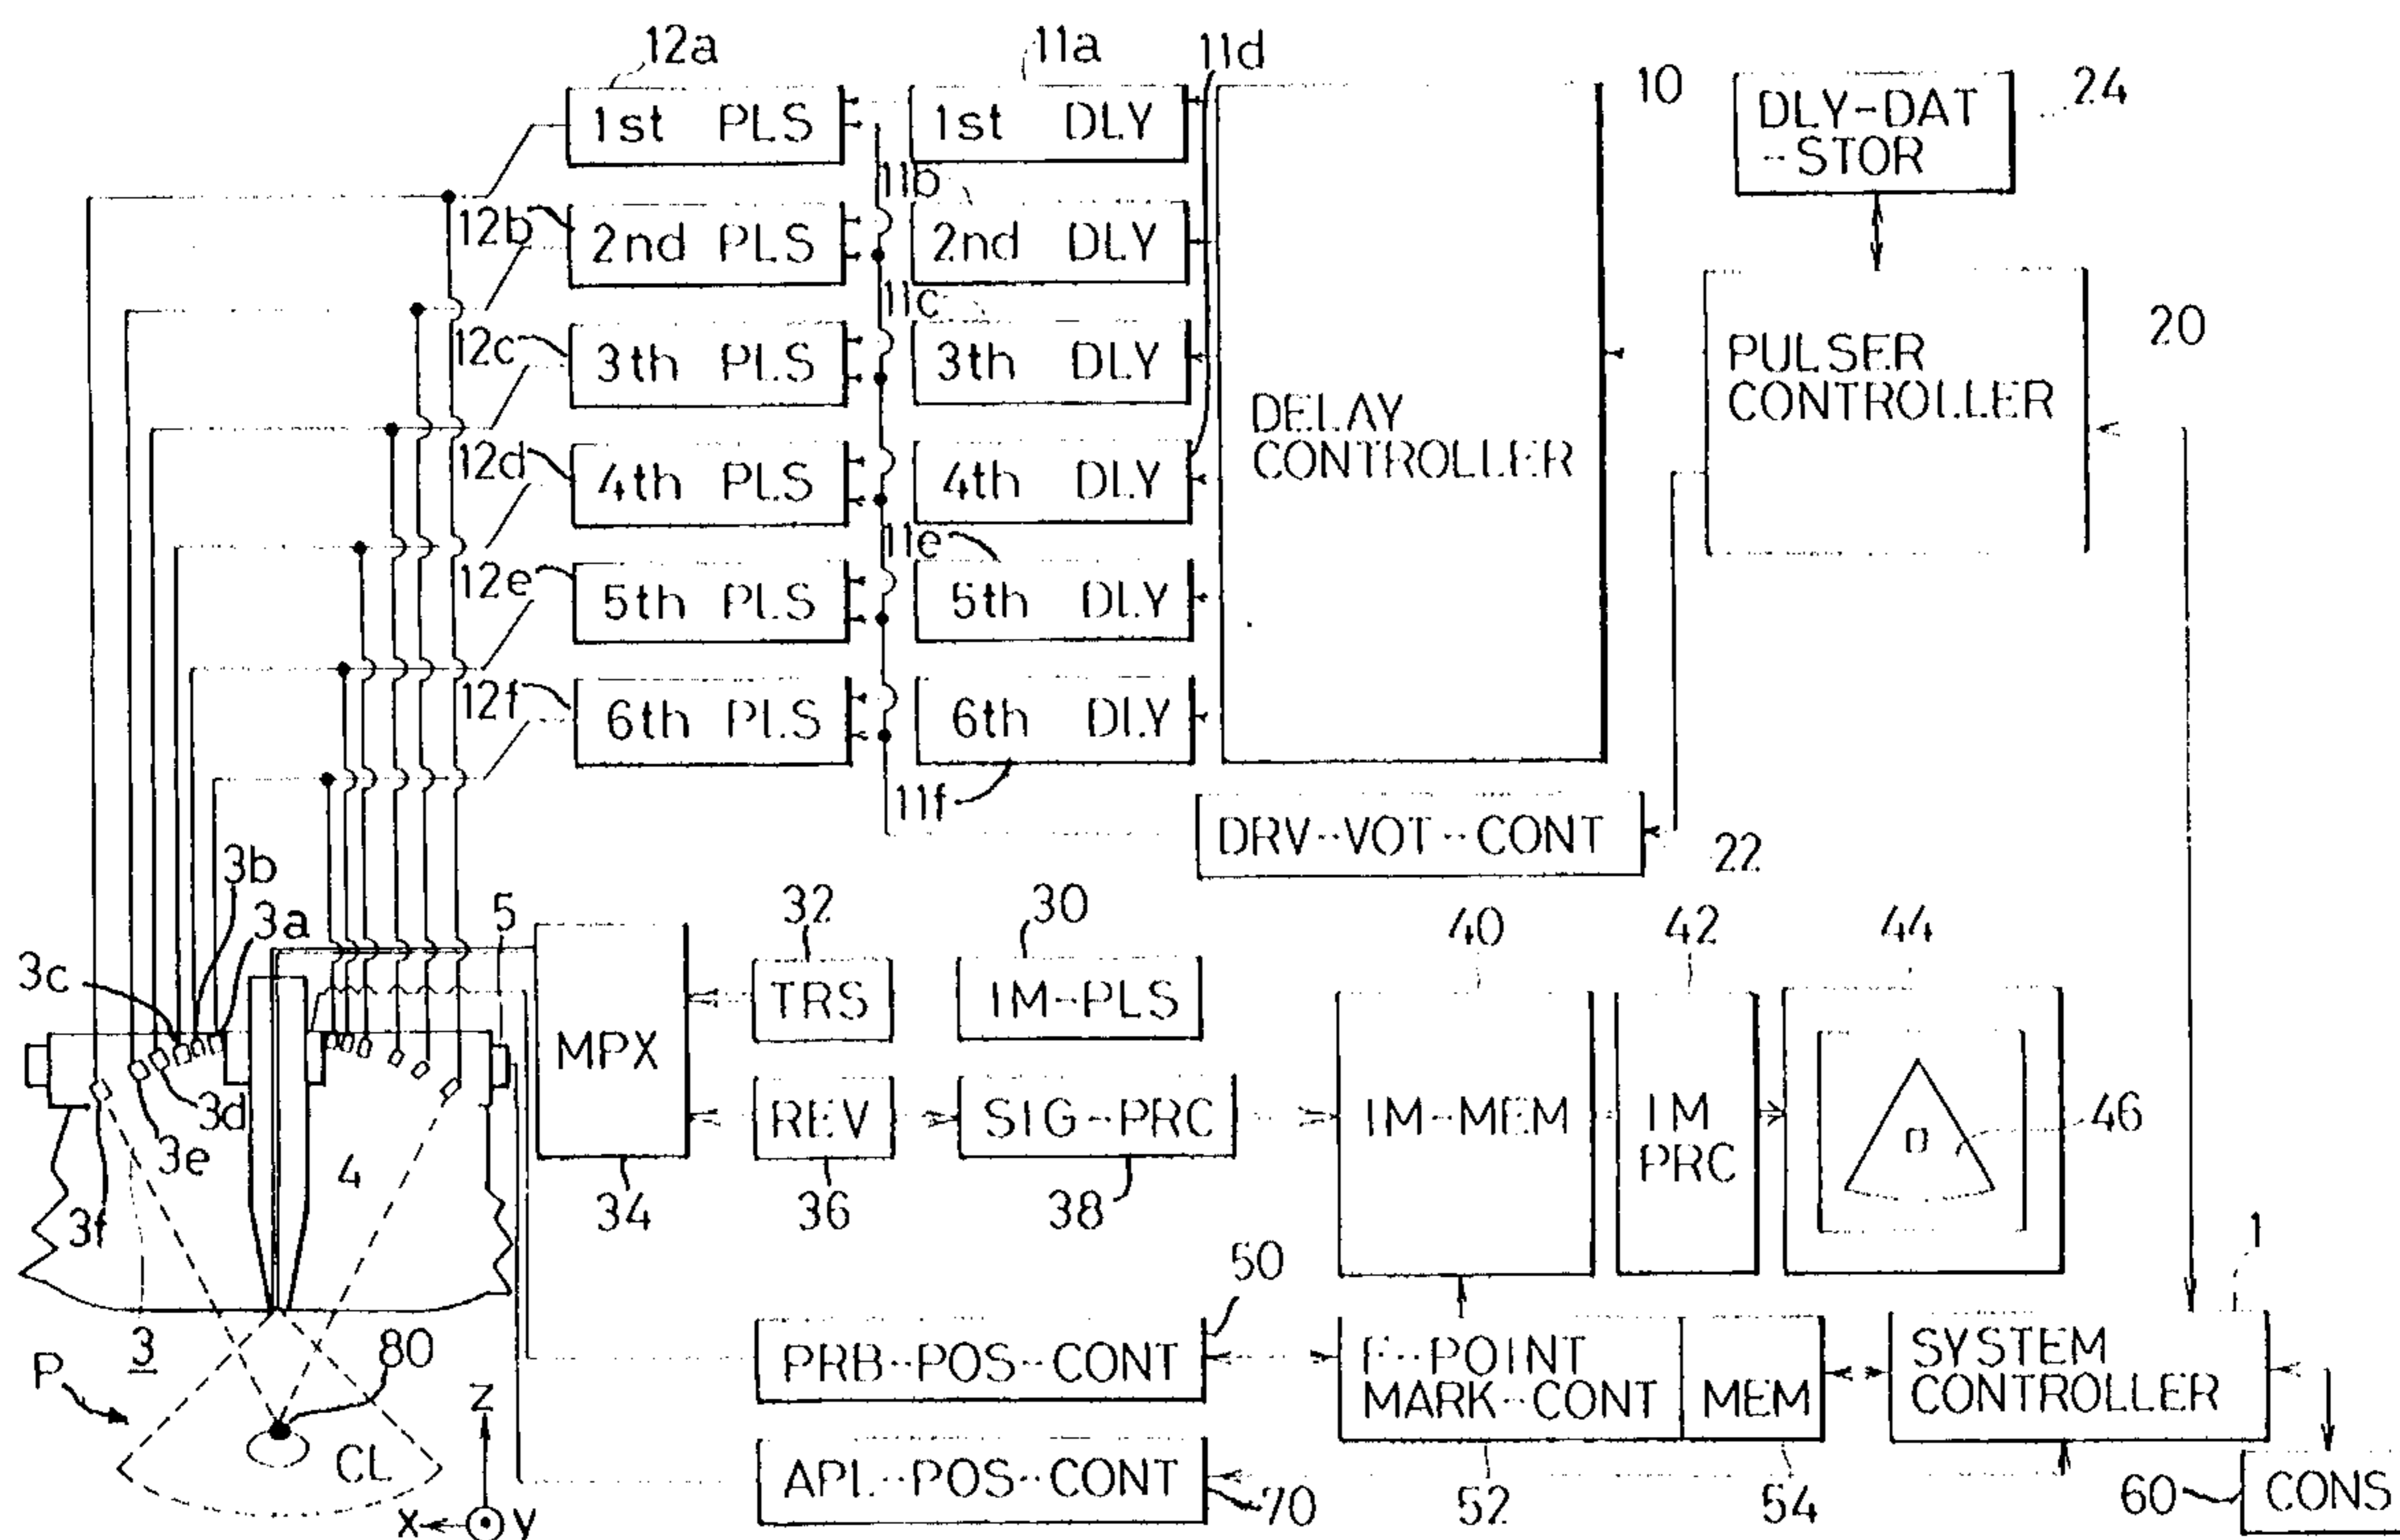 12a
11a
11d
1st PLS
1st DLY
10
DLY-DAT
-STOR
24
11b
12b
2nd PLS
2nd DLY
11c
12c
3th PLS
3th DLY
DELAY
CONTROLLER
PULSER
CONTROLLER
20
12d
4th PLS
4th DLY
11e
12e
5th PLS
5th DLY
12f
6th PLS
6th DLY
11f
DRV-VOT-CONT
22
3b
3a
5
3c
32
30
40
42
44
TRS
IM-PLS
MPX
REV
SIG-PRC
IM-MEM
IM
PRC
46
3d
3e
4
3f
34
36
38
50
1
3
P
80
CL
Z
X
Y
PRB-POS-CONT
F-POINT
MARK-CONT
MEM
SYSTEM
CONTROLLER
APL-POS-CONT
70
52
54
60
CONS